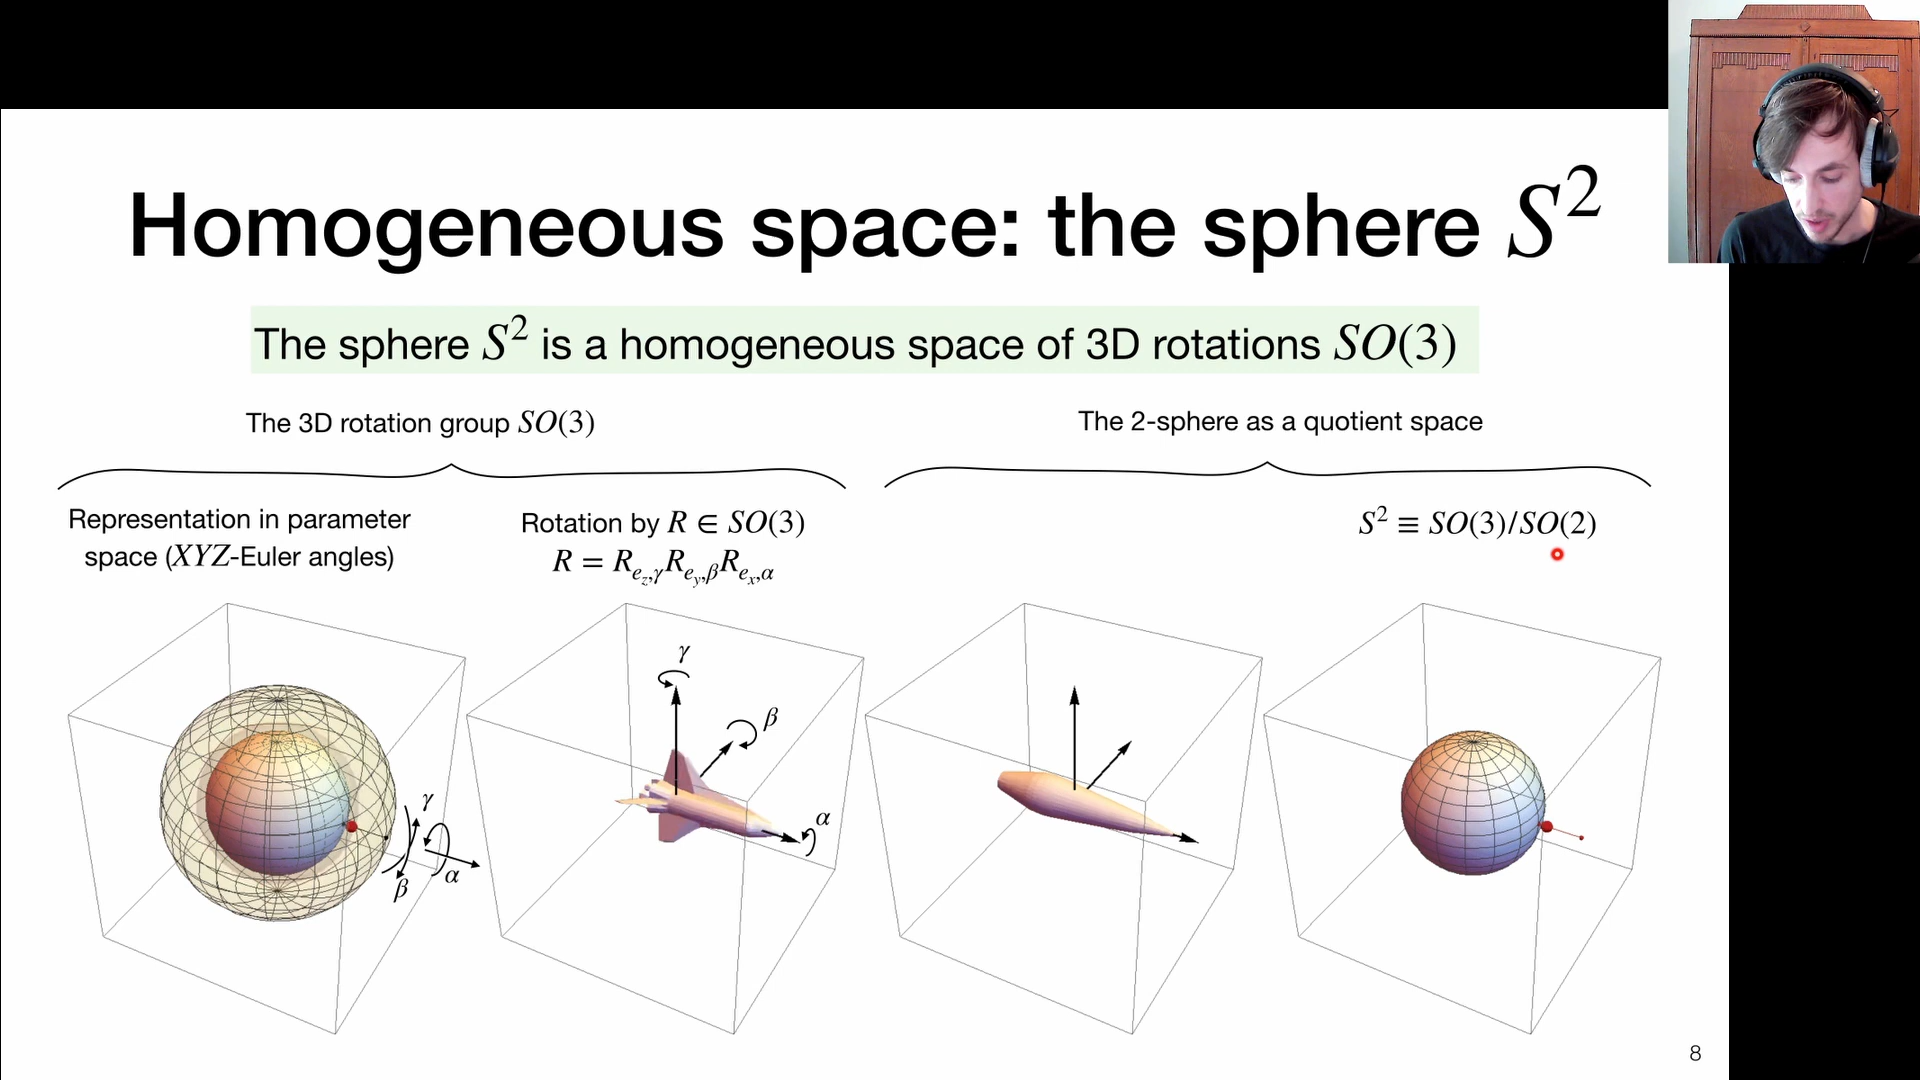 Homogeneous space: the sphere S²
The sphere S² is a homogeneous space of 3D rotations SO(3)
The 3D rotation group SO(3)
The 2-sphere as a quotient space
Representation in parameter
space (XYZ-Euler angles)
Rotation by R ∈ SO(3)
R = R_{e_z,γ}R_{e_y,β}R_{e_x,α}
S² ≡ SO(3)/SO(2)
γ
β
α
γ
β
α
8